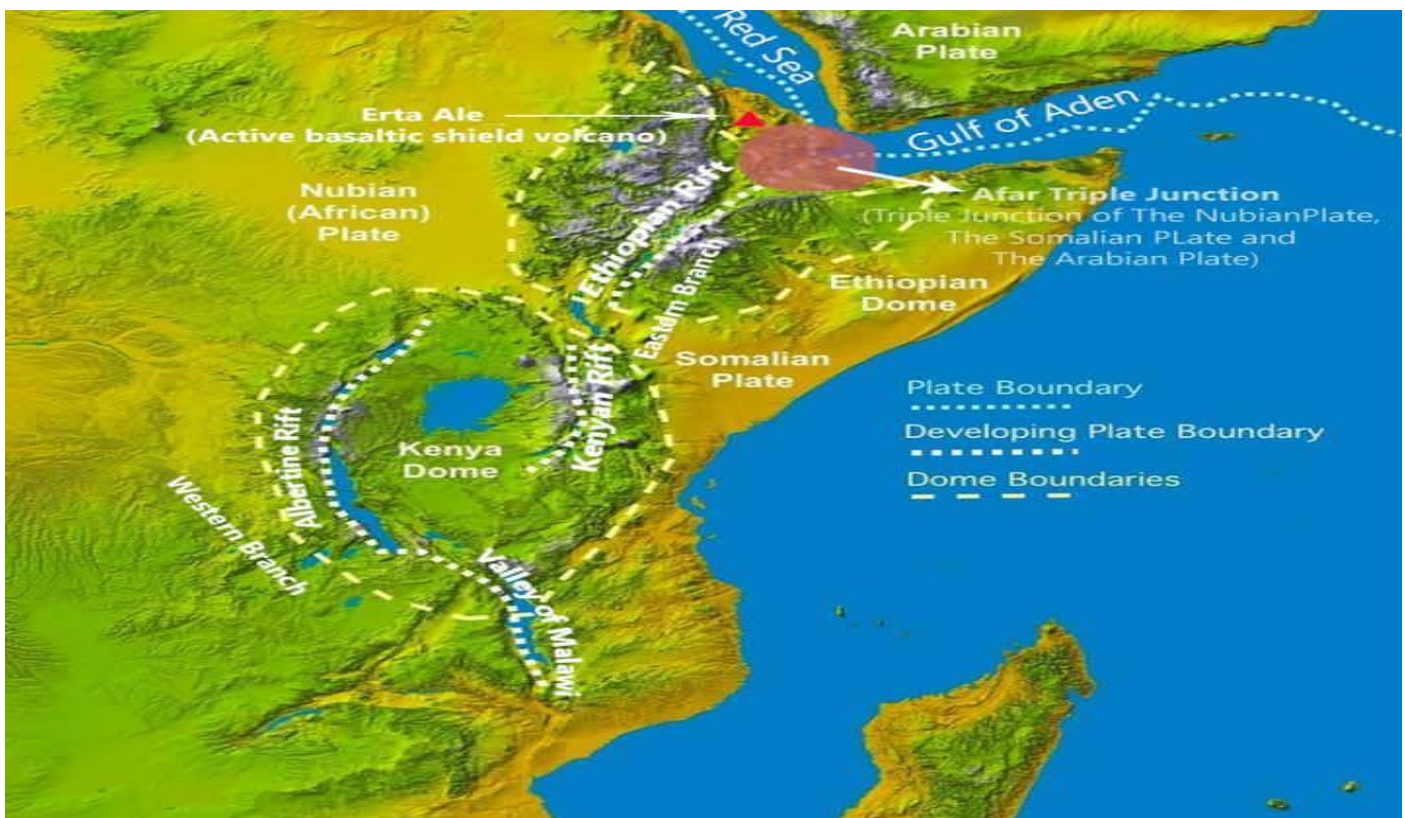 Red Sea
Arabian
Plate
Erta Ale
(Active basaltic shield volcano)
Gulf of Aden
Nubian
(African)
Plate
Afar Triple Junction
(Triple Junction of The NubianPlate,
The Somalian PLate and
The Arabian Plate)
Ethiopian Rift
Eastern Branch
Ethiopian
Dome
Somalian
Plate
Kenyan Rift
Kenya
Dome
Albertine Rift
Western Branch
Valley of Malawi
Plate Boundary
Developing Plate Boundary
Dome Boundaries